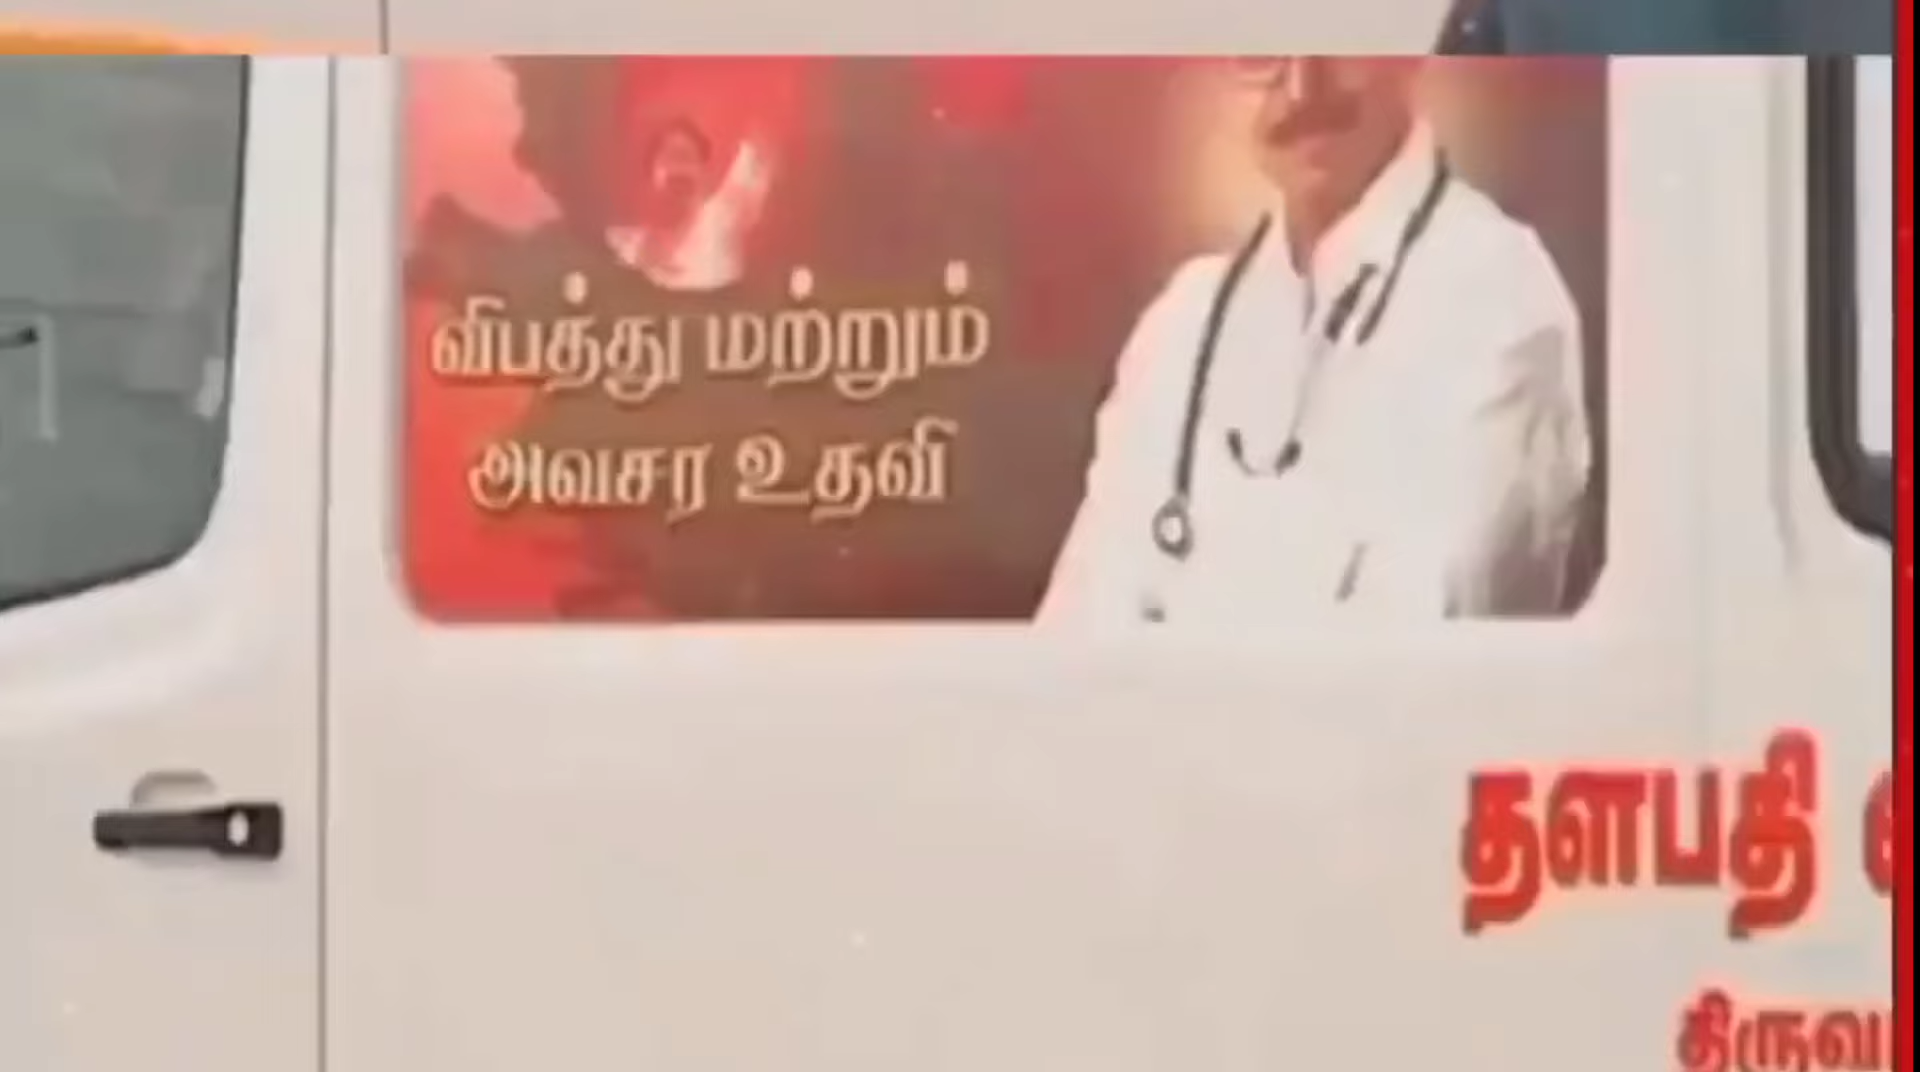 விபத்து மற்றும்
அவசர உதவி
தளபதி